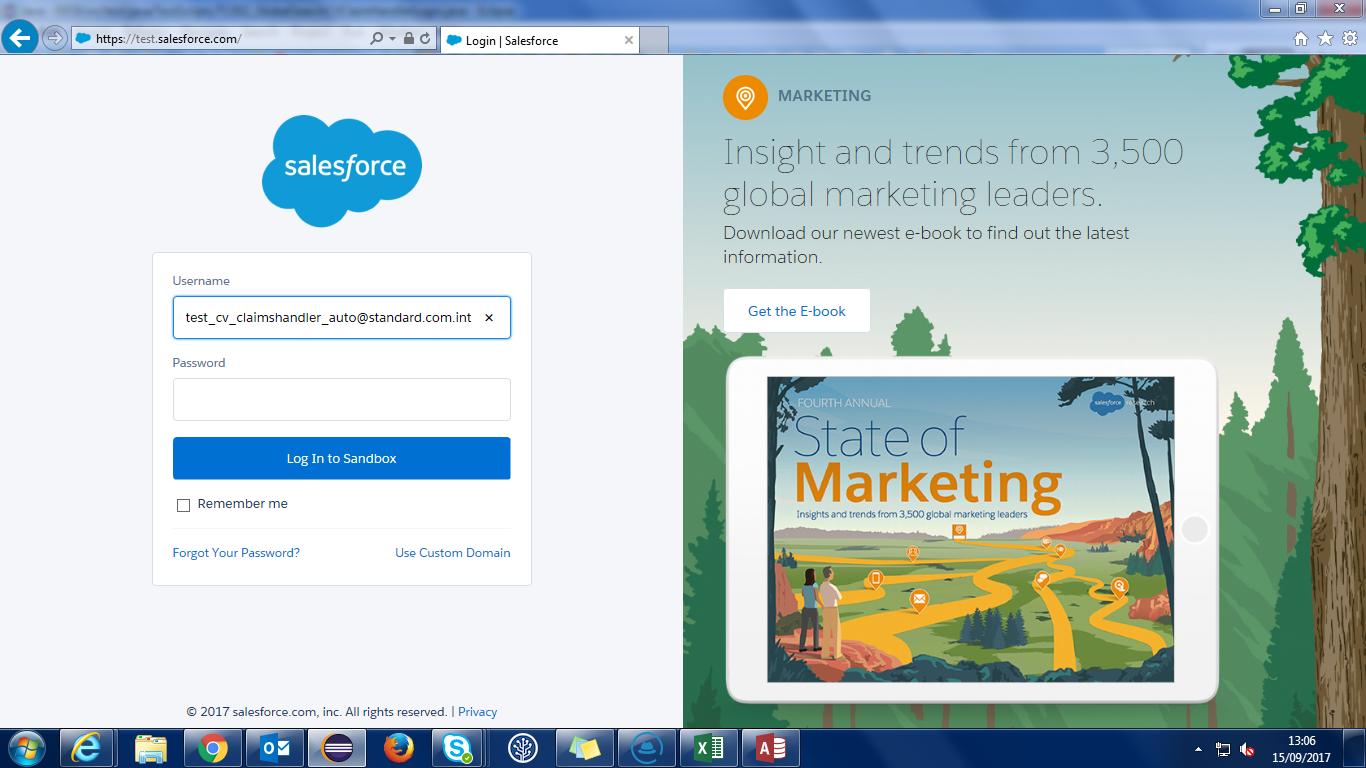 https://test.salesforce.com/
Login | Salesforce
salesforce
Username
test_cv_claimshandler_auto@standard.com.int
Password
Log In to Sandbox
Remember me
Forgot Your Password?
Use Custom Domain
© 2017 salesforce.com, inc. All rights reserved. | Privacy
MARKETING
Insight and trends from 3,500
global marketing leaders.
Download our newest e-book to find out the latest
information.
Get the E-book
FOURTH ANNUAL
salesforce research
State of
Marketing
Insights and trends from 3,500 global marketing leaders
13:06
15/09/2017